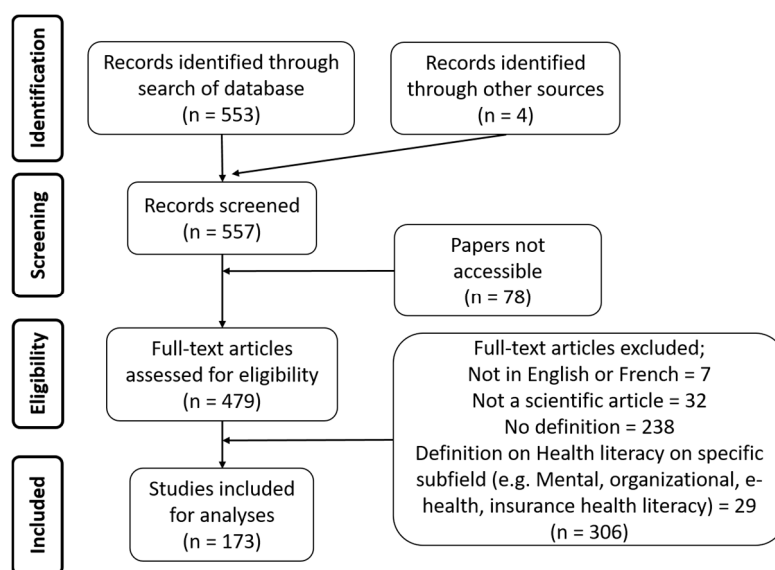 Identification
Records identified through
search of database
(n = 553)
Records identified
through other sources
(n = 4)
Screening
Records screened
(n = 557)
Papers not
accessible
(n = 78)
Eligibility
Full-text articles
assessed for eligibility
(n = 479)
Full-text articles excluded;
Not in English or French = 7
Not a scientific article = 32
No definition = 238
Definition on Health literacy on specific
subfield (e.g. Mental, organizational, e-
health, insurance health literacy) = 29
(n = 306)
Included
Studies included
for analyses
(n = 173)